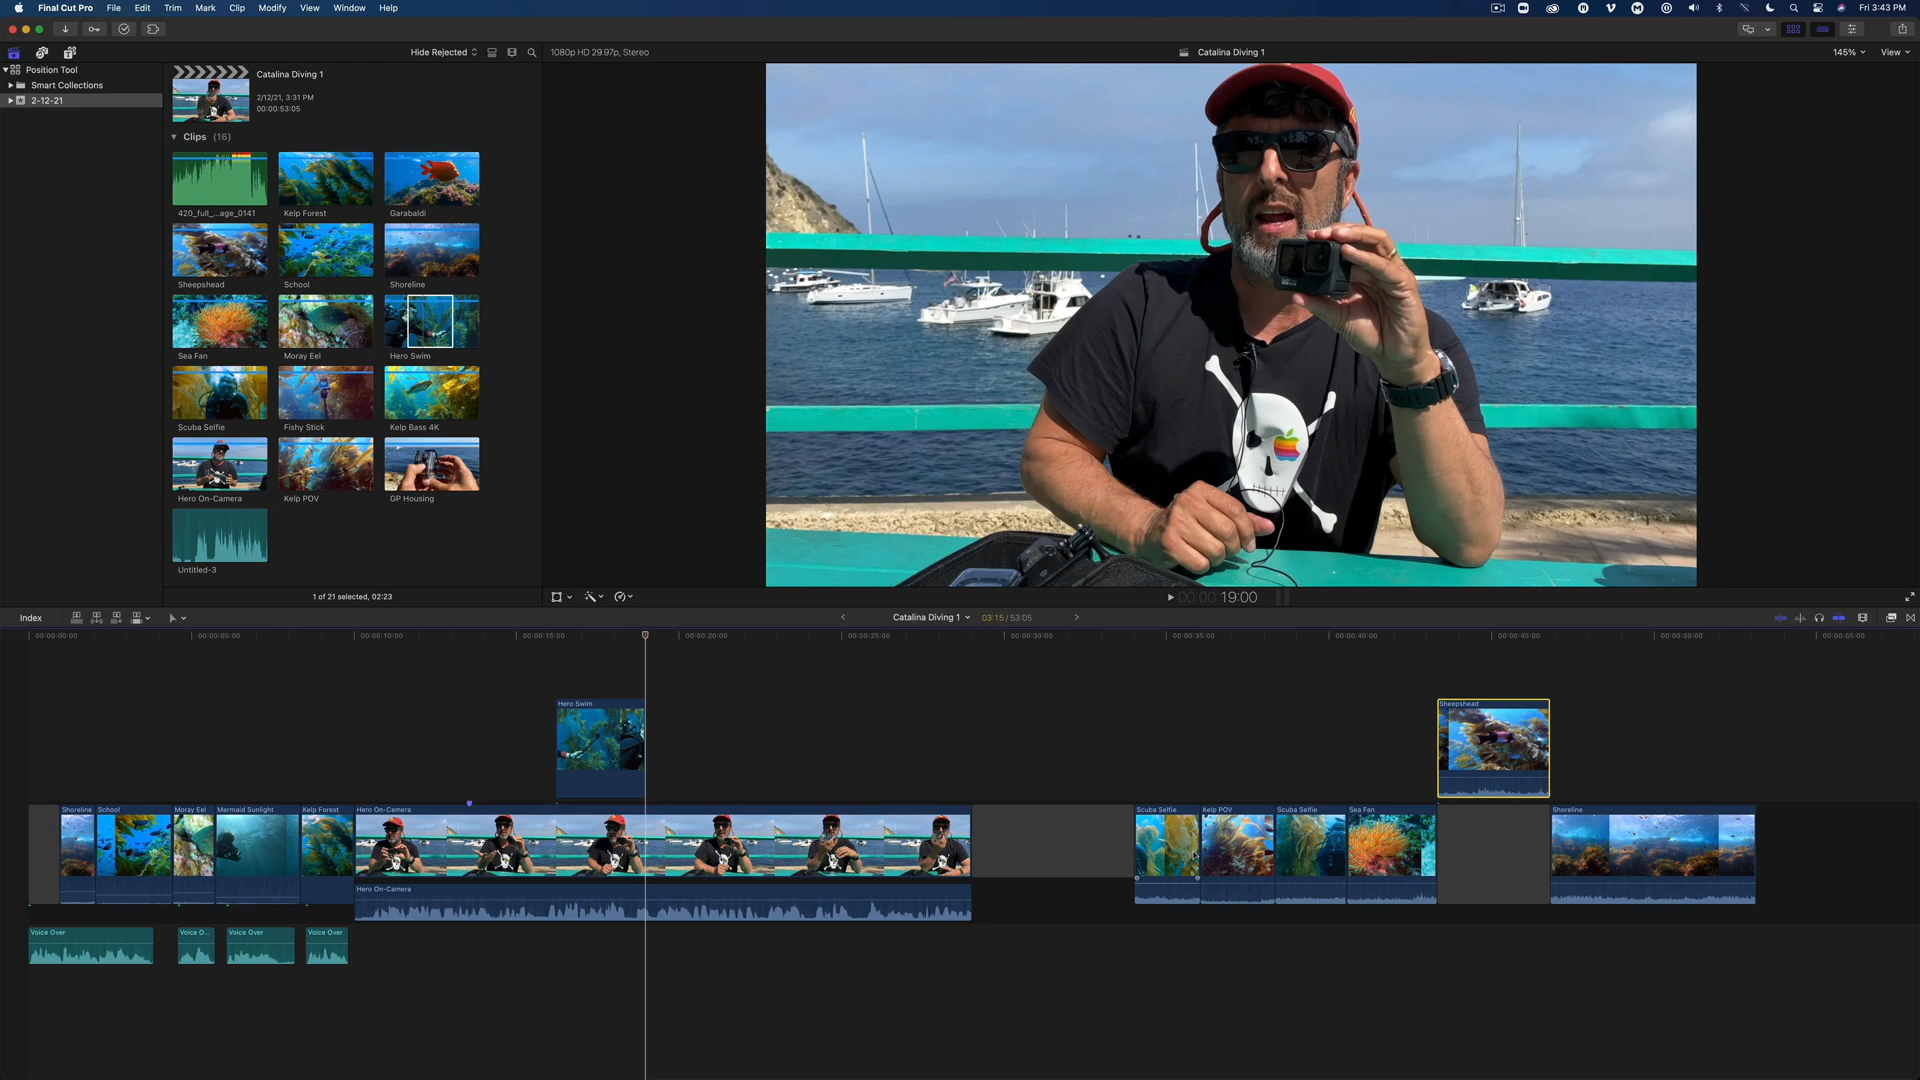 Final Cut Pro File Edit Trim Mark Clip Modify View Window Help
Fri 3:43 PM
Hide Rejected
1080p HD 29.97p, Stereo
Catalina Diving 1
145%
View
Position Tool
Smart Collections
2-12-21
Catalina Diving 1
2/12/21, 3:31 PM
00:00:53:05
Clips (16)
420_full_...age_0141
Kelp Forest
Garabaldi
Sheepshead
School
Shoreline
Sea Fan
Moray Eel
Hero Swim
Scuba Selfie
Fishy Stick
Kelp Bass 4K
Hero On-Camera
Kelp POV
GP Housing
Untitled-3
1 of 21 selected, 02:23
00:00:19:00
Index
Catalina Diving 1
03:15 / 53:05
00:00:00:00
00:00:05:00
00:00:10:00
00:00:15:00
00:00:20:00
00:00:25:00
00:00:30:00
00:00:35:00
00:00:40:00
00:00:45:00
00:00:50:00
00:00:55:00
Hero Swim
Sheepshead
Shoreline
School
Moray Eel
Mermaid Sunlight
Kelp Forest
Hero On-Camera
Scuba Selfie
Kelp POV
Scuba Selfie
Sea Fan
Shoreline
Hero On-Camera
Voice Over
Voice O...
Voice Over
Voice Over